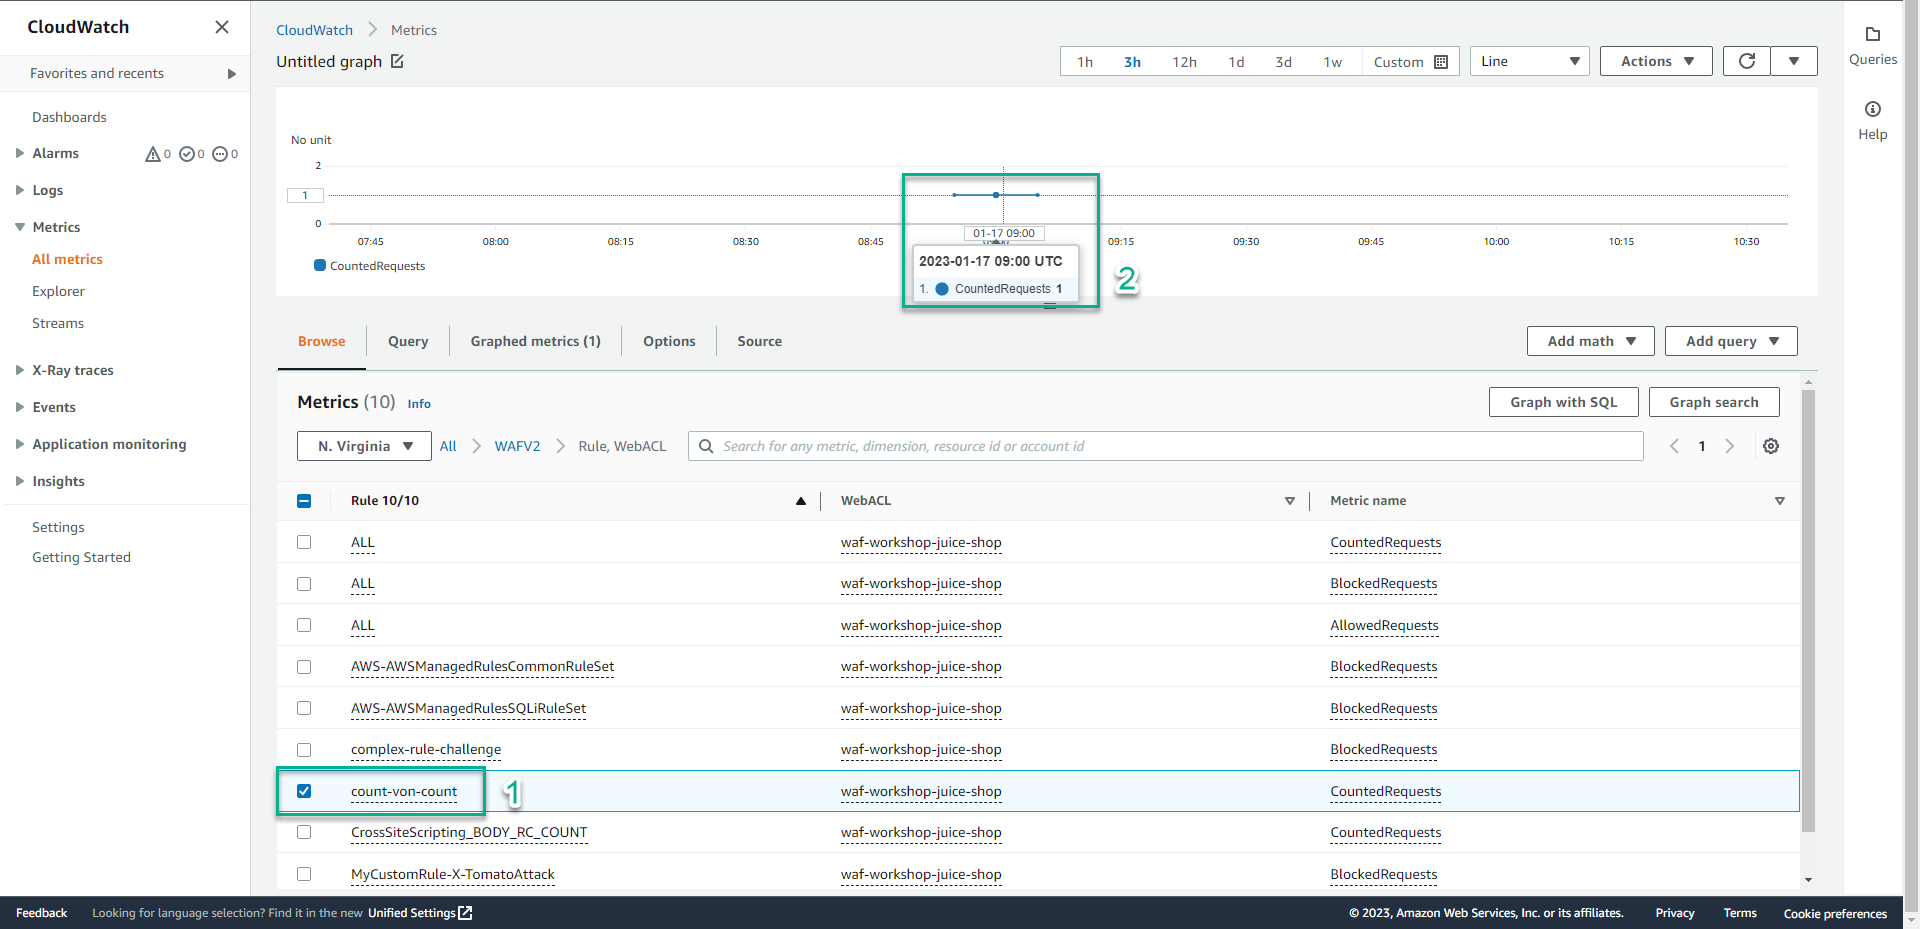 CloudWatch
Favorites and recents
Dashboards
Alarms 0 0 0
Logs
Metrics
All metrics
Explorer
Streams
X-Ray traces
Events
Application monitoring
Insights
Settings
Getting Started
CloudWatch Metrics
Untitled graph
1h 3h 12h 1d 3d 1w Custom
Line
Actions
No unit
2
1
0
07:45 08:00 08:15 08:30 08:45 09:15 09:30 09:45 10:00 10:15 10:30
01-17 09:00
CountedRequests
2023-01-17 09:00 UTC
1. CountedRequests 1
2
Browse Query Graphed metrics (1) Options Source
Add math
Add query
Metrics (10) Info
Graph with SQL
Graph search
N. Virginia
All WAFV2 Rule, WebACL
Search for any metric, dimension, resource id or account id
1
Rule 10/10 WebACL Metric name
ALL waf-workshop-juice-shop CountedRequests
ALL waf-workshop-juice-shop BlockedRequests
ALL waf-workshop-juice-shop AllowedRequests
AWS-AWSManagedRulesCommonRuleSet waf-workshop-juice-shop BlockedRequests
AWS-AWSManagedRulesSQLiRuleSet waf-workshop-juice-shop BlockedRequests
complex-rule-challenge waf-workshop-juice-shop BlockedRequests
count-von-count 1 waf-workshop-juice-shop CountedRequests
CrossSiteScripting_BODY_RC_COUNT waf-workshop-juice-shop CountedRequests
MyCustomRule-X-TomatoAttack waf-workshop-juice-shop BlockedRequests
Queries
Help
Feedback Looking for language selection? Find it in the new Unified Settings
© 2023, Amazon Web Services, Inc. or its affiliates. Privacy Terms Cookie preferences